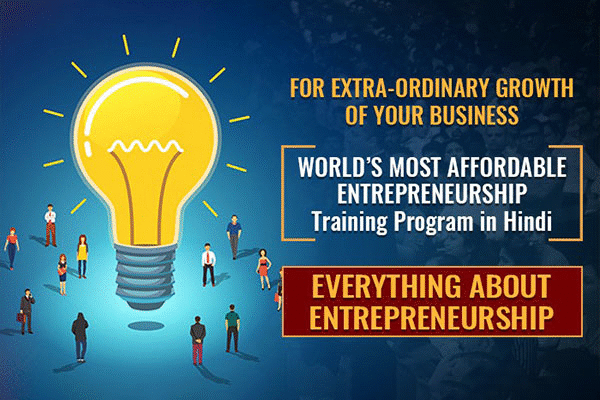 FOR EXTRA-ORDINARY GROWTH
OF YOUR BUSINESS
WORLD'S MOST AFFORDABLE
ENTREPRENEURSHIP
Training Program in Hindi
EVERYTHING ABOUT
ENTREPRENEURSHIP